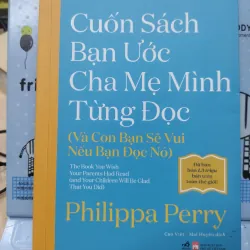 Cuốn Sách
Bạn Ước
Cha Mẹ Mình
Từng Đọc
(Và Con Bạn Sẽ Vui
Nếu Bạn Đọc Nó)
The Book You Wish
Your Parents Had Read
(and Your Children Will Be Glad
That You Did)
Philippa Perry